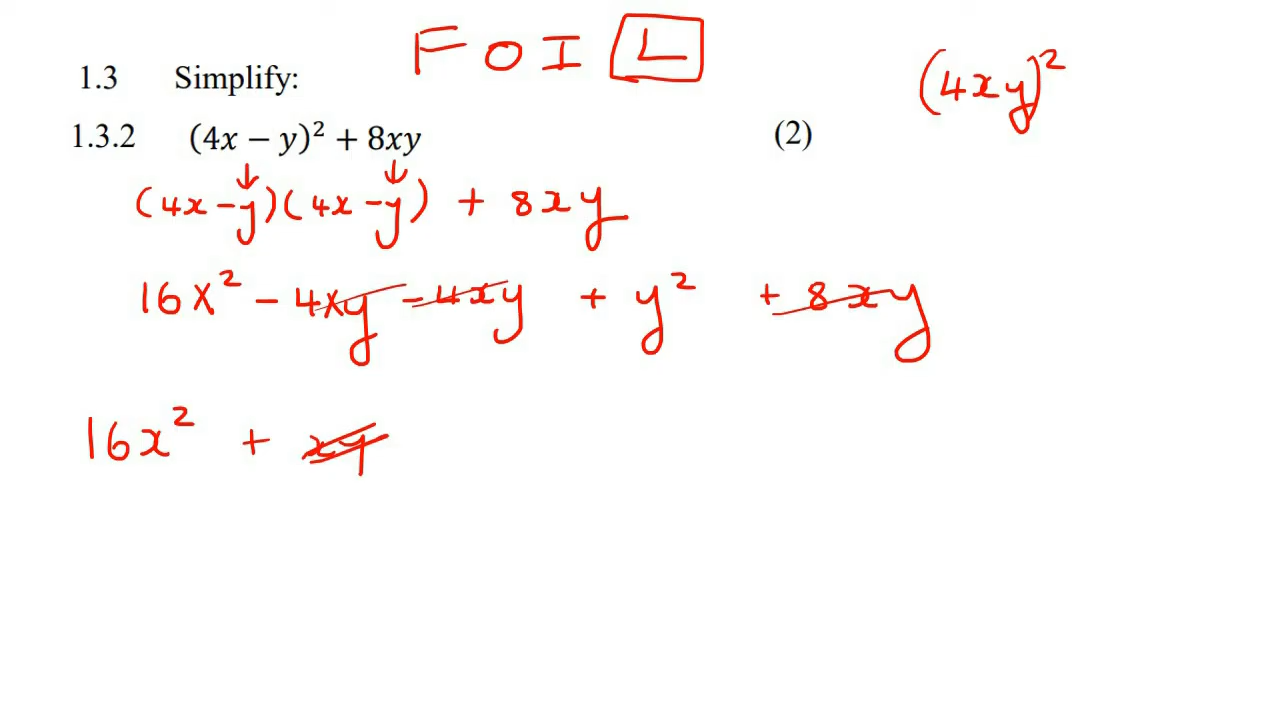 F O I L
1.3 Simplify:
(4xy)²
1.3.2 (4x − y)² + 8xy (2)
(4x − y)(4x − y) + 8xy
16x² − 4xy − 4xy + y² + 8xy
16x² + xy